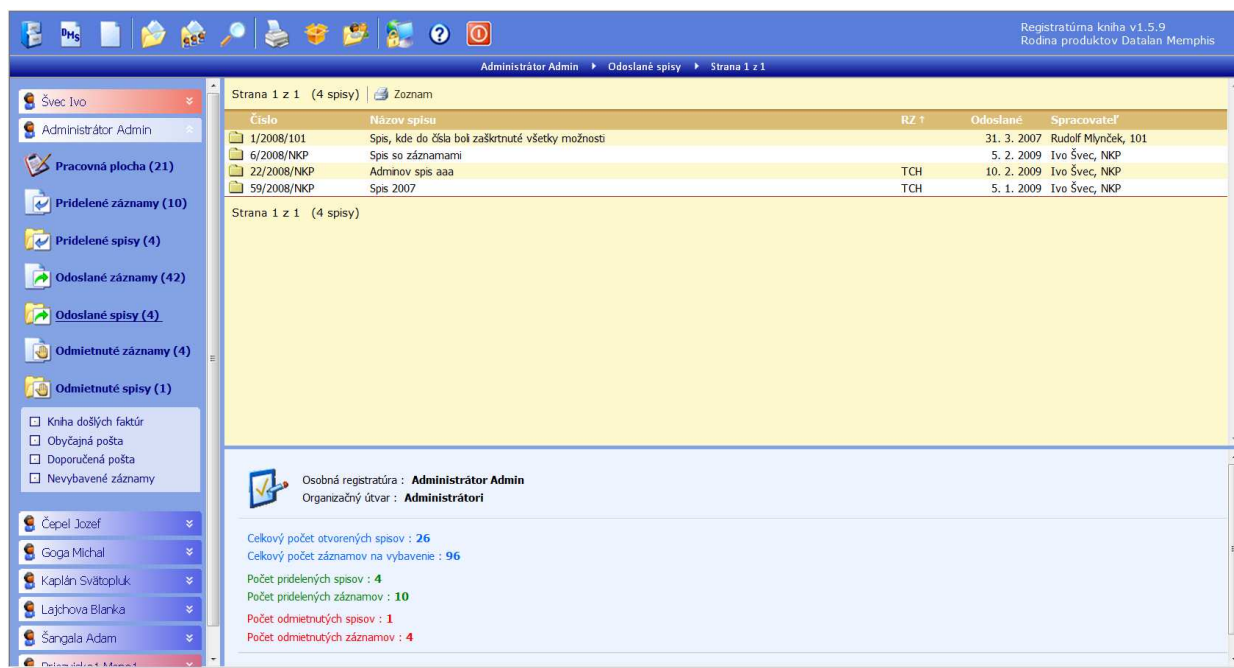 DMS
Registratúrna kniha v1.5.9
Rodina produktov Datalan Memphis
Administrátor Admin Odoslané spisy Strana 1 z 1
Švec Ivo
Administrátor Admin
Pracovná plocha (21)
Pridelené záznamy (10)
Pridelené spisy (4)
Odoslané záznamy (42)
Odoslané spisy (4)
Odmietnuté záznamy (4)
Odmietnuté spisy (1)
Kniha došlých faktúr
Obyčajná pošta
Doporučená pošta
Nevybavené záznamy
Čepel Jozef
Goga Michal
Kaplán Svätopluk
Lajchova Blanka
Šangala Adam
Strana 1 z 1 (4 spisy) Zoznam
Číslo Názov spisu RZ ↑ Odoslané Spracovateľ
1/2008/101 Spis, kde do čísla boli zaškrtnuté všetky možnosti 31. 3. 2007 Rudolf Mlynček, 101
6/2008/NKP Spis so záznamami 5. 2. 2009 Ivo Švec, NKP
22/2008/NKP Adminov spis aaa TCH 10. 2. 2009 Ivo Švec, NKP
59/2008/NKP Spis 2007 TCH 5. 1. 2009 Ivo Švec, NKP
Strana 1 z 1 (4 spisy)
Osobná registratúra : Administrátor Admin
Organizačný útvar : Administrátori
Celkový počet otvorených spisov : 26
Celkový počet záznamov na vybavenie : 96
Počet pridelených spisov : 4
Počet pridelených záznamov : 10
Počet odmietnutých spisov : 1
Počet odmietnutých záznamov : 4